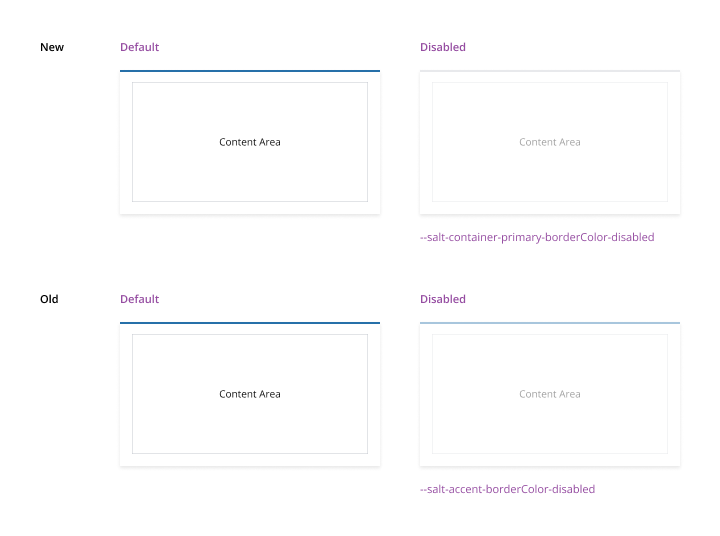 New
Default
Disabled
Content Area
Content Area
--salt-container-primary-borderColor-disabled
Old
Default
Disabled
Content Area
Content Area
--salt-accent-borderColor-disabled